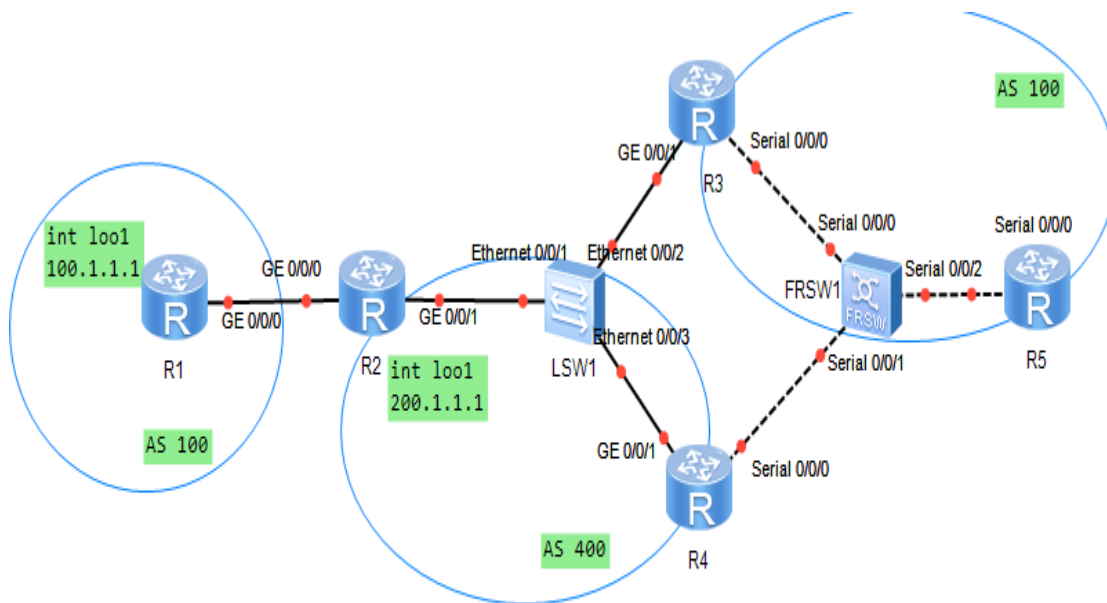 AS 100
R
R3
GE 0/0/1
Serial 0/0/0
int loo1
100.1.1.1
R
R1
GE 0/0/0
GE 0/0/0
AS 100
R
R2
GE 0/0/1
int loo1
200.1.1.1
Ethernet 0/0/1
Ethernet 0/0/2
Ethernet 0/0/3
LSW1
Serial 0/0/0
FRSW1
FRSW
Serial 0/0/2
Serial 0/0/1
Serial 0/0/0
R
R5
GE 0/0/1
Serial 0/0/0
R
R4
AS 400